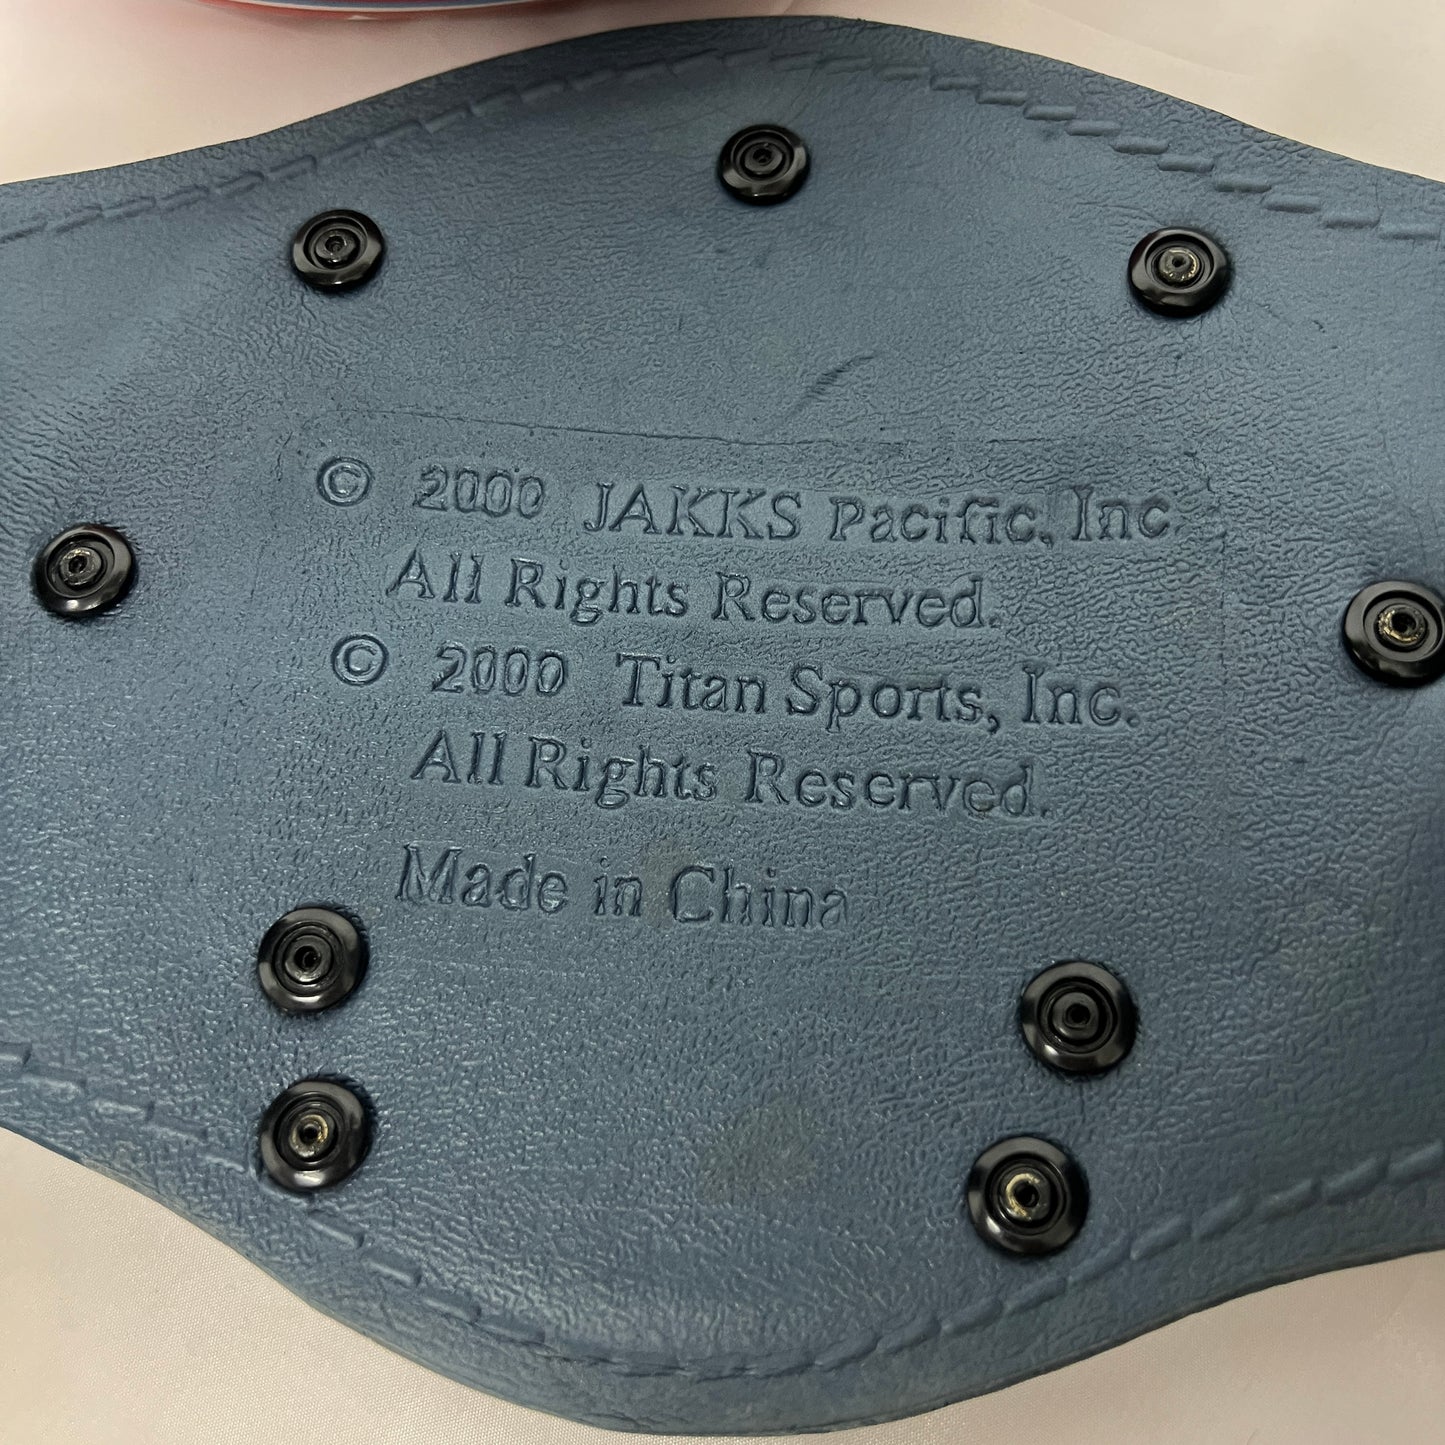 © 2000 JAKKS Pacific, Inc.
All Rights Reserved.
© 2000 Titan Sports, Inc.
All Rights Reserved.
Made in China